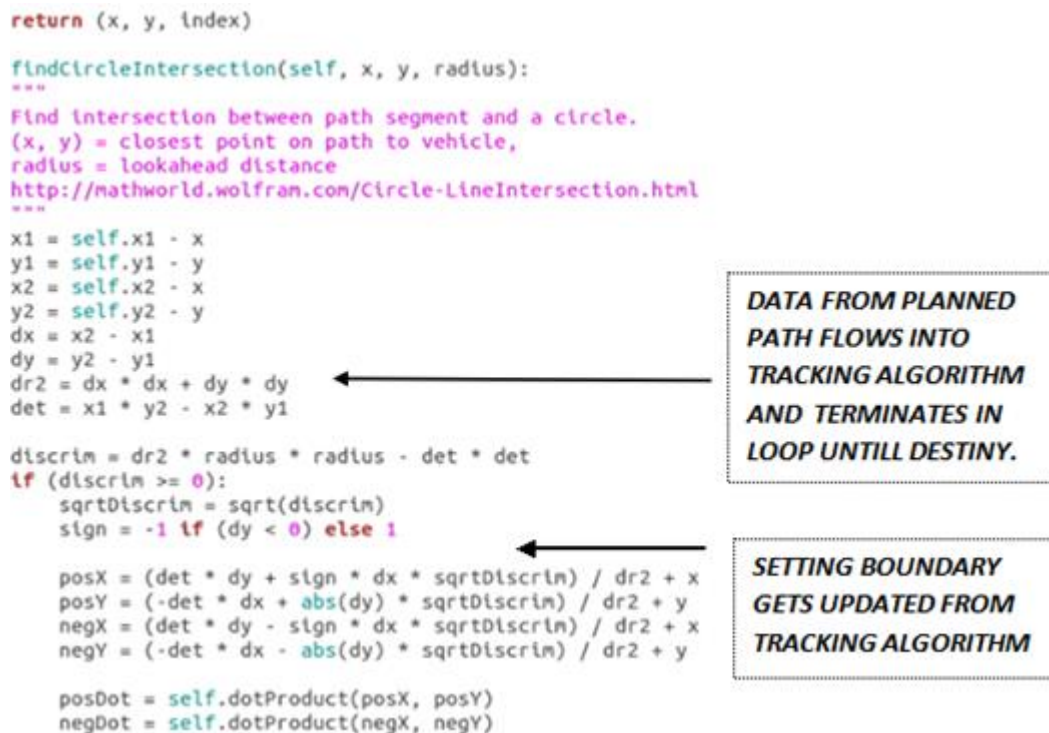 return (x, y, index)
findCircleIntersection(self, x, y, radius):
"""
Find intersection between path segment and a circle.
(x, y) = closest point on path to vehicle,
radius = lookahead distance
http://mathworld.wolfram.com/Circle-LineIntersection.html
"""
x1 = self.x1 - x
y1 = self.y1 - y
x2 = self.x2 - x
y2 = self.y2 - y
dx = x2 - x1
dy = y2 - y1
dr2 = dx * dx + dy * dy
det = x1 * y2 - x2 * y1
discrim = dr2 * radius * radius - det * det
if (discrim >= 0):
    sqrtDiscrim = sqrt(discrim)
    sign = -1 if (dy < 0) else 1
    posX = (det * dy + sign * dx * sqrtDiscrim) / dr2 + x
    posY = (-det * dx + abs(dy) * sqrtDiscrim) / dr2 + y
    negX = (det * dy - sign * dx * sqrtDiscrim) / dr2 + x
    negY = (-det * dx - abs(dy) * sqrtDiscrim) / dr2 + y
    posDot = self.dotProduct(posX, posY)
    negDot = self.dotProduct(negX, negY)
DATA FROM PLANNED
PATH FLOWS INTO
TRACKING ALGORITHM
AND TERMINATES IN
LOOP UNTILL DESTINY.
SETTING BOUNDARY
GETS UPDATED FROM
TRACKING ALGORITHM